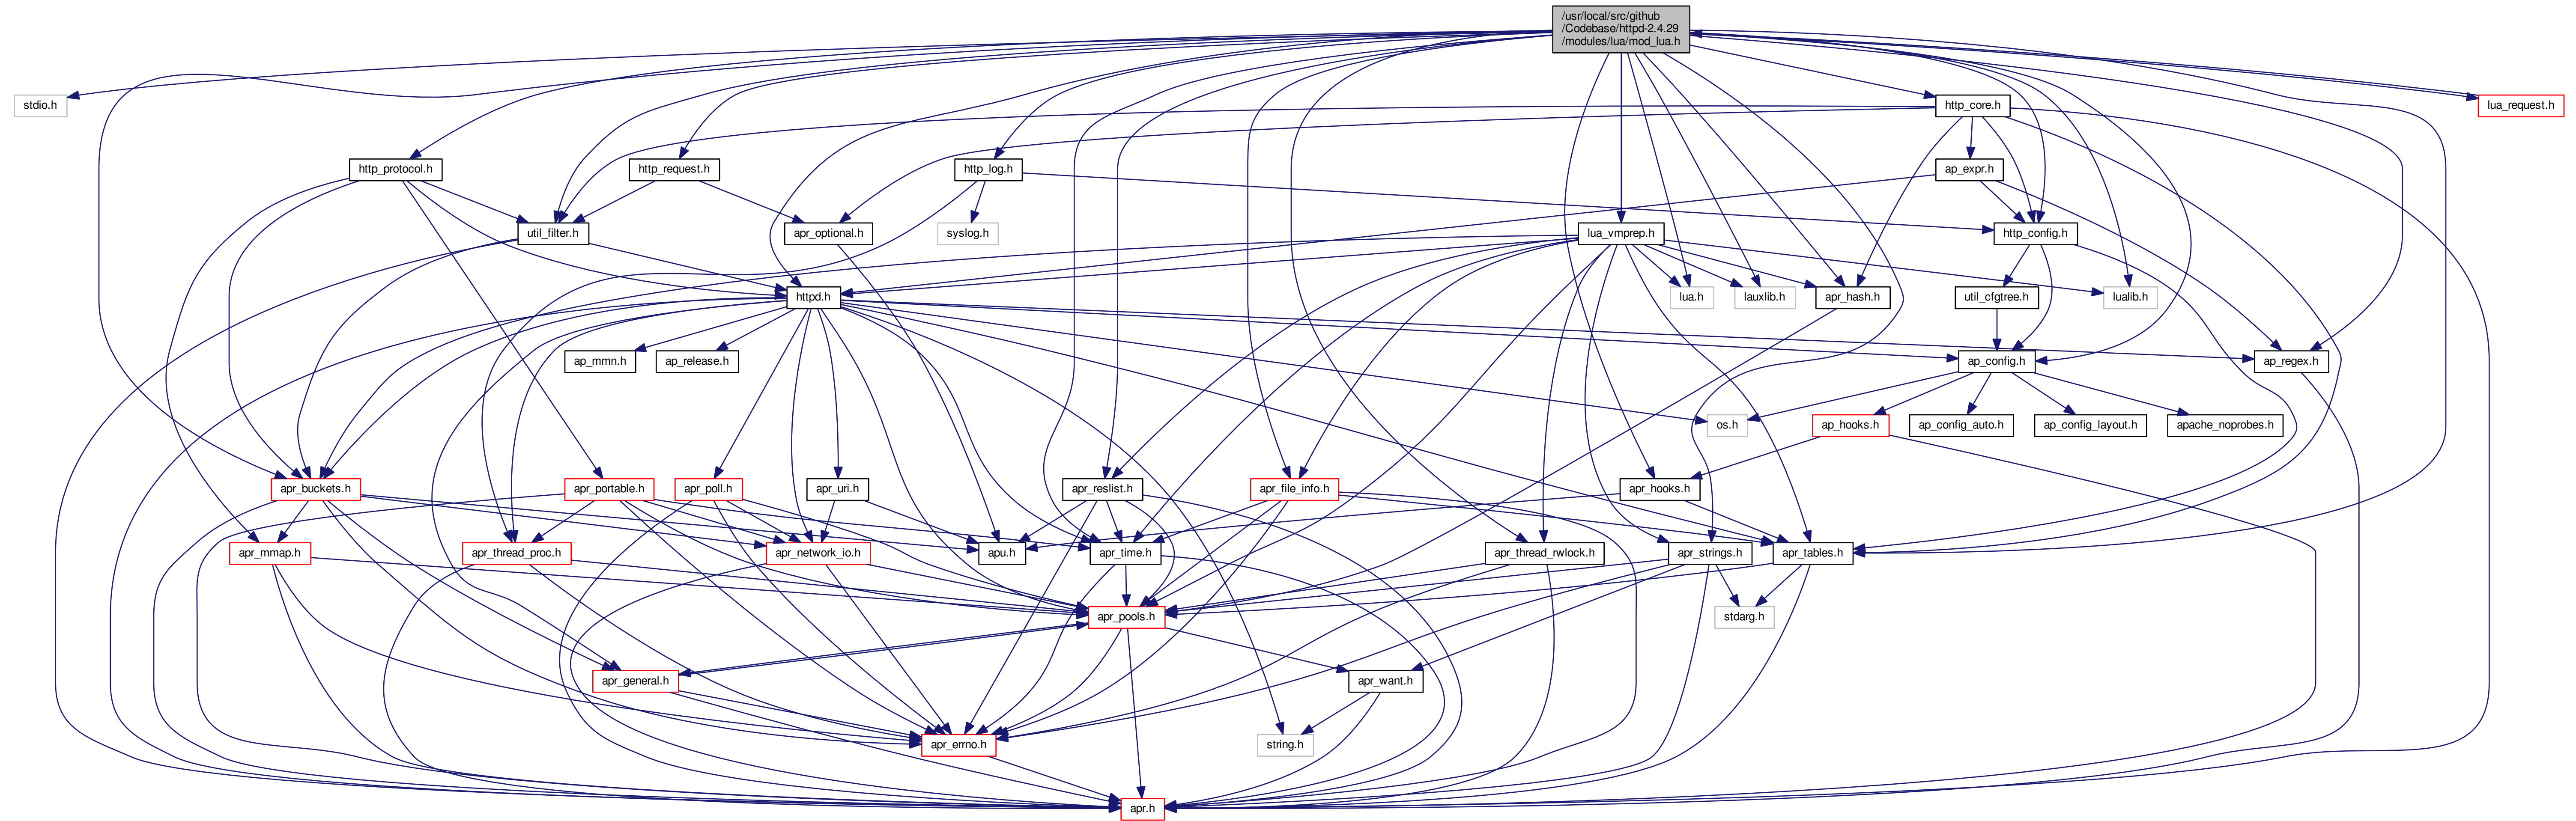 /usr/local/src/github
/Codebase/httpd-2.4.29
/modules/lua/mod_lua.h
stdio.h
http_core.h
lua_request.h
http_protocol.h
http_request.h
http_log.h
ap_expr.h
util_filter.h
apr_optional.h
syslog.h
lua_vmprep.h
http_config.h
httpd.h
lua.h
lauxlib.h
apr_hash.h
util_cfgtree.h
lualib.h
ap_mmn.h
ap_release.h
ap_config.h
ap_regex.h
os.h
ap_hooks.h
ap_config_auto.h
ap_config_layout.h
apache_noprobes.h
apr_buckets.h
apr_portable.h
apr_poll.h
apr_uri.h
apr_reslist.h
apr_file_info.h
apr_hooks.h
apr_mmap.h
apr_thread_proc.h
apr_network_io.h
apu.h
apr_time.h
apr_thread_rwlock.h
apr_strings.h
apr_tables.h
apr_pools.h
stdarg.h
apr_general.h
apr_want.h
apr_errno.h
string.h
apr.h